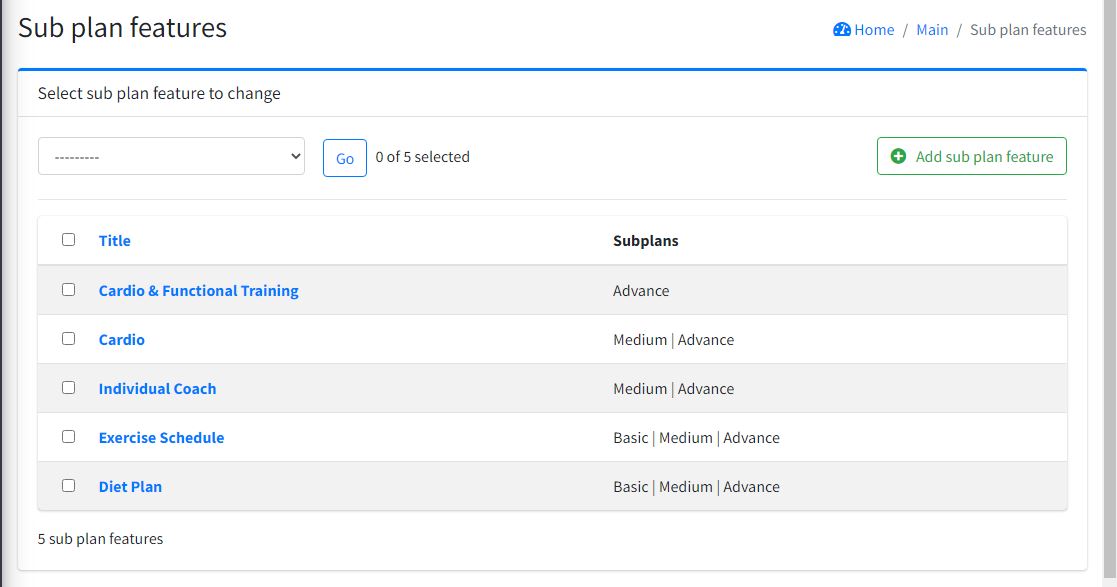 Sub plan features
Home / Main / Sub plan features
Select sub plan feature to change
---------
Go
0 of 5 selected
Add sub plan feature
Title Subplans
Cardio & Functional Training Advance
Cardio Medium | Advance
Individual Coach Medium | Advance
Exercise Schedule Basic | Medium | Advance
Diet Plan Basic | Medium | Advance
5 sub plan features